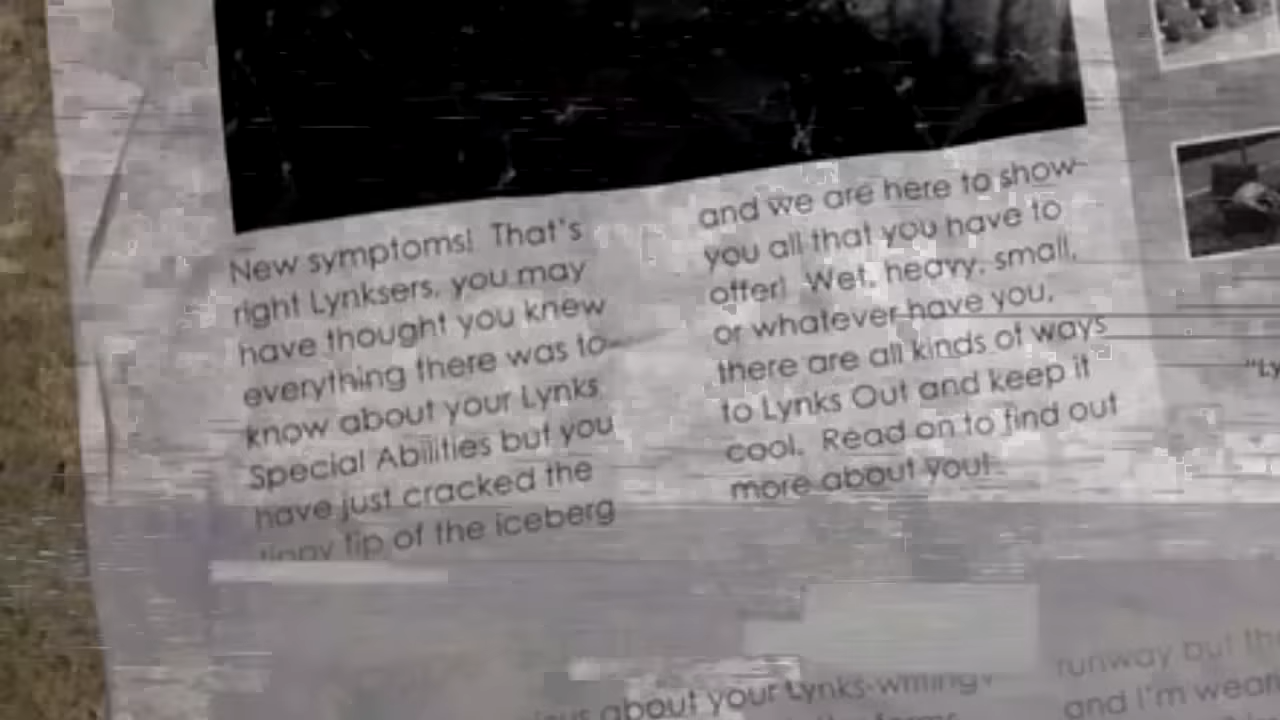 New symptoms! That's
right Lynksers, you may
have thought you knew
everything there was to
know about your Lynks
Special Abilities but you
have just cracked the
tippy tip of the iceberg
and we are here to show
you all that you have to
offer! Wet, heavy, small,
or whatever have you,
there are all kinds of ways
to Lynks Out and keep it
cool. Read on to find out
more about you!
"Ly
about your Lynks-writing
runway but
and I'm